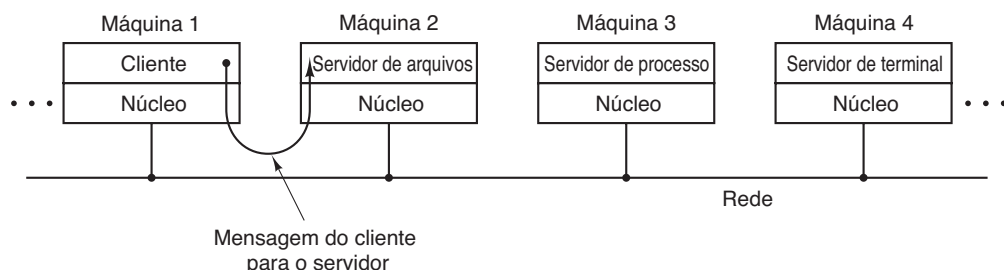 Máquina 1
Máquina 2
Máquina 3
Máquina 4
Cliente
Servidor de arquivos
Servidor de processo
Servidor de terminal
Núcleo
Núcleo
Núcleo
Núcleo
Rede
Mensagem do cliente
para o servidor